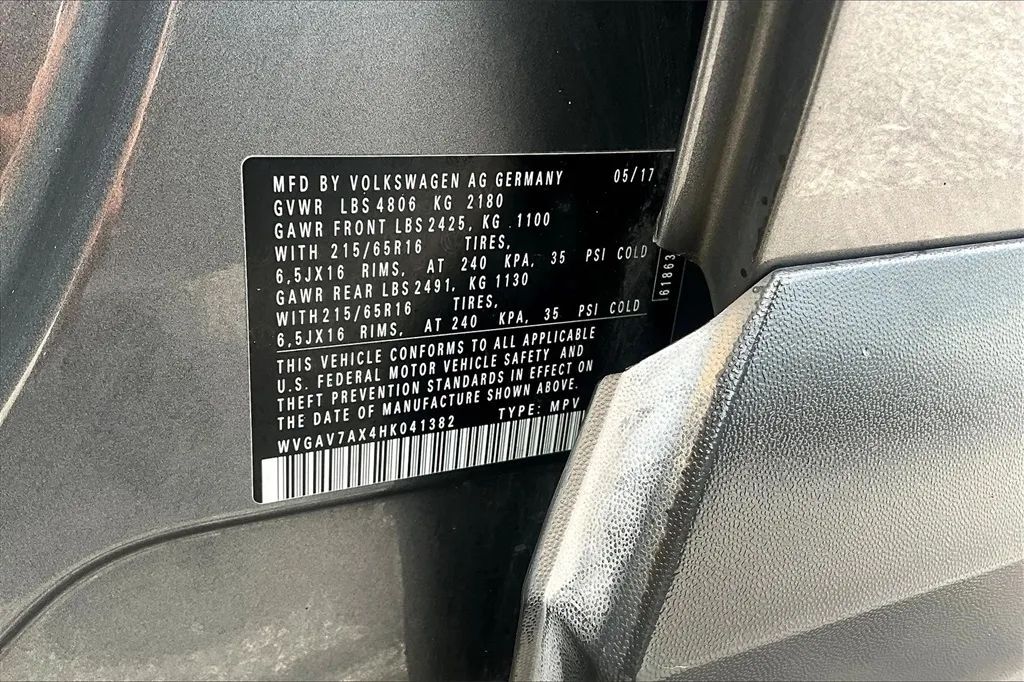 MFD BY VOLKSWAGEN AG GERMANY 05/17
GVWR LBS 4806 KG 2180
GAWR FRONT LBS 2425, KG 1100
WITH 215/65R16 TIRES,
6,5JX16 RIMS, AT 240 KPA, 35 PSI COLD
GAWR REAR LBS 2491, KG 1130
WITH 215/65R16 TIRES,
6,5JX16 RIMS, AT 240 KPA, 35 PSI COLD
THIS VEHICLE CONFORMS TO ALL APPLICABLE
U.S. FEDERAL MOTOR VEHICLE SAFETY AND
THEFT PREVENTION STANDARDS IN EFFECT ON
THE DATE OF MANUFACTURE SHOWN ABOVE.
WVGAV7AX4HK041382 TYPE: MPV
61863